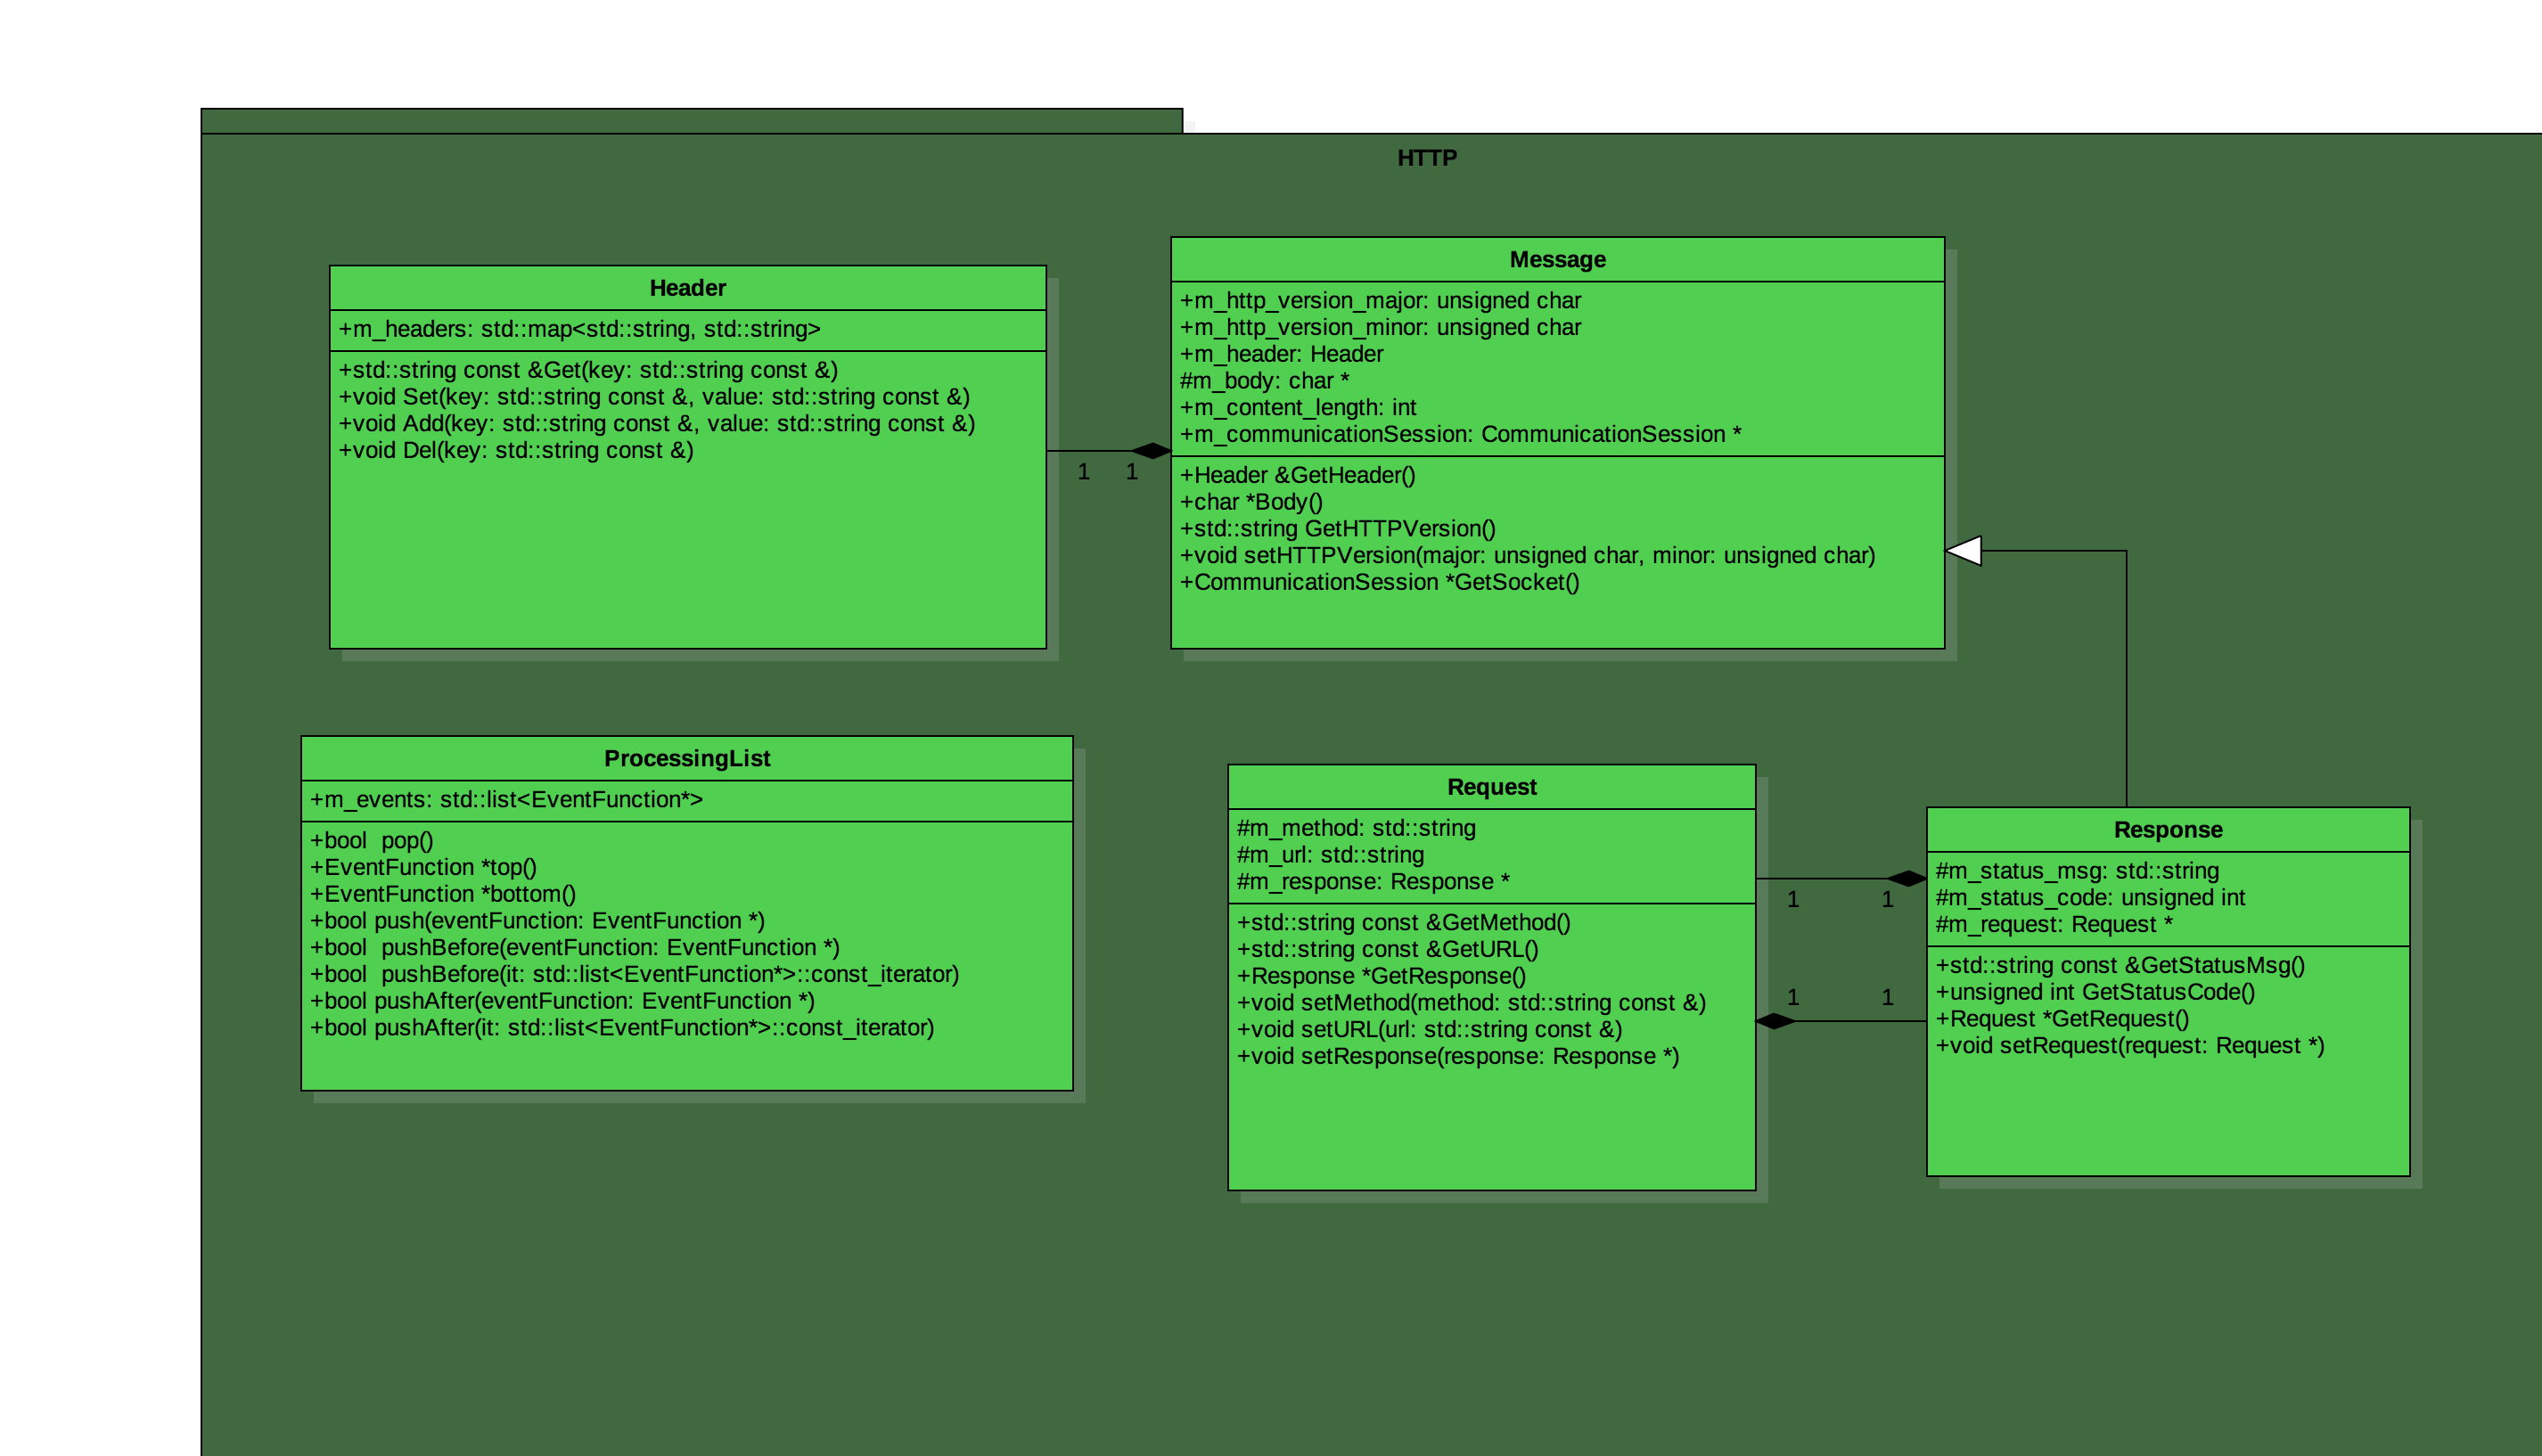 HTTP
Header
+m_headers: std::map<std::string, std::string>
+std::string const &Get(key: std::string const &)
+void Set(key: std::string const &, value: std::string const &)
+void Add(key: std::string const &, value: std::string const &)
+void Del(key: std::string const &)
1 1
Message
+m_http_version_major: unsigned char
+m_http_version_minor: unsigned char
+m_header: Header
#m_body: char *
+m_content_length: int
+m_communicationSession: CommunicationSession *
+Header &GetHeader()
+char *Body()
+std::string GetHTTPVersion()
+void setHTTPVersion(major: unsigned char, minor: unsigned char)
+CommunicationSession *GetSocket()
ProcessingList
+m_events: std::list<EventFunction*>
+bool  pop()
+EventFunction *top()
+EventFunction *bottom()
+bool push(eventFunction: EventFunction *)
+bool  pushBefore(eventFunction: EventFunction *)
+bool  pushBefore(it: std::list<EventFunction*>::const_iterator)
+bool pushAfter(eventFunction: EventFunction *)
+bool pushAfter(it: std::list<EventFunction*>::const_iterator)
Request
#m_method: std::string
#m_url: std::string
#m_response: Response *
+std::string const &GetMethod()
+std::string const &GetURL()
+Response *GetResponse()
+void setMethod(method: std::string const &)
+void setURL(url: std::string const &)
+void setResponse(response: Response *)
1 1
1 1
Response
#m_status_msg: std::string
#m_status_code: unsigned int
#m_request: Request *
+std::string const &GetStatusMsg()
+unsigned int GetStatusCode()
+Request *GetRequest()
+void setRequest(request: Request *)